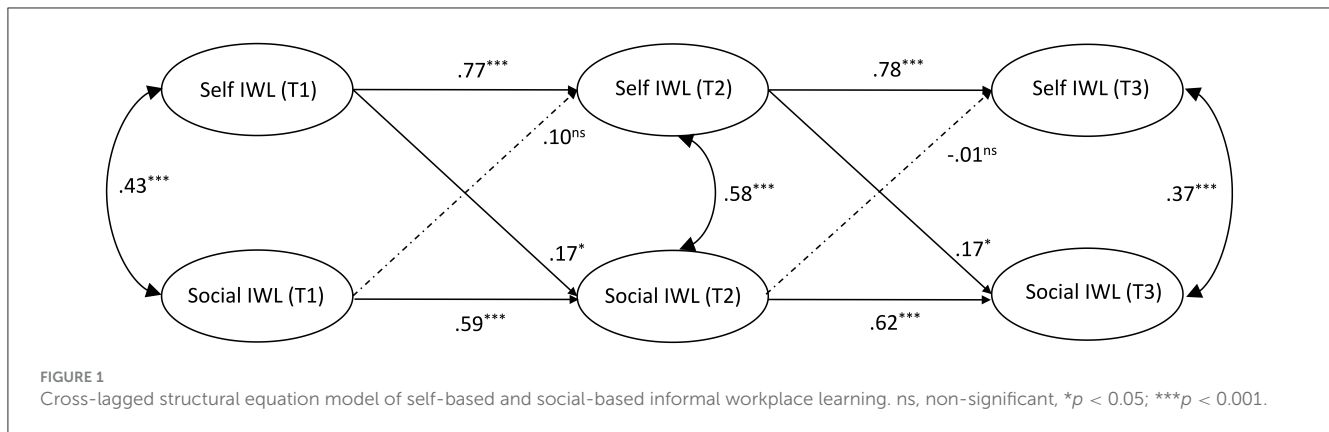 Self IWL (T1)
.77***
Self IWL (T2)
.78***
Self IWL (T3)
.10ns
-.01ns
.43***
.58***
.37***
.17*
.17*
Social IWL (T1)
Social IWL (T2)
Social IWL (T3)
.59***
.62***
FIGURE 1
Cross-lagged structural equation model of self-based and social-based informal workplace learning. ns, non-significant, *p < 0.05; ***p < 0.001.